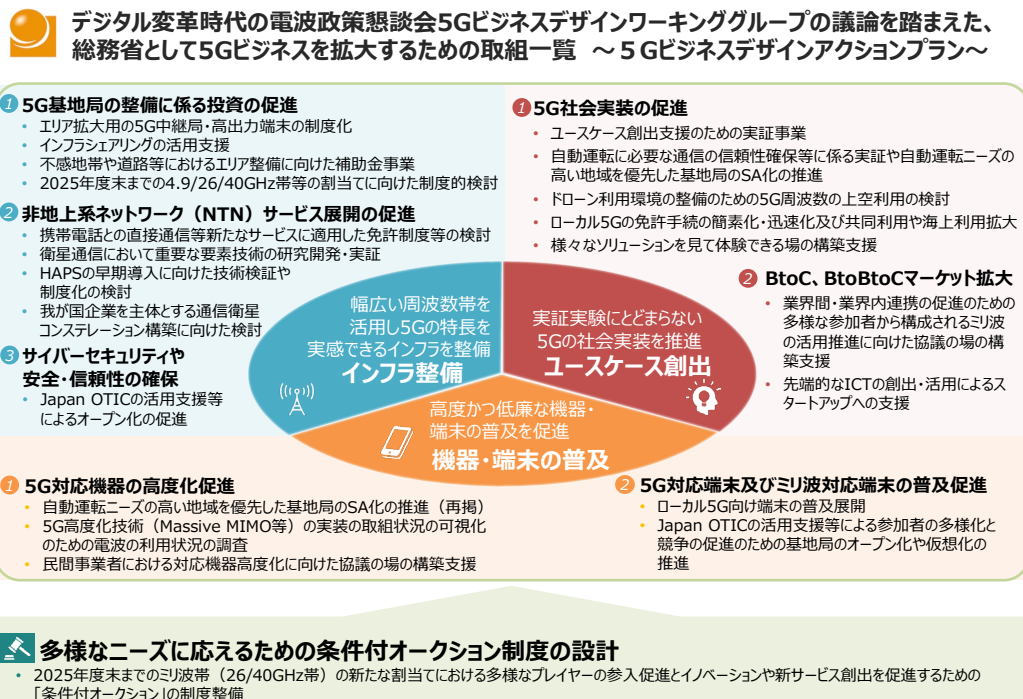 デジタル変革時代の電波政策懇談会5Gビジネスデザインワーキンググループの議論を踏まえた、
総務省として5Gビジネスを拡大するための取組一覧 ～５Gビジネスデザインアクションプラン～
1 5G基地局の整備に係る投資の促進
• エリア拡大用の5G中継局・高出力端末の制度化
• インフラシェアリングの活用支援
• 不感地帯や道路等におけるエリア整備に向けた補助金事業
• 2025年度末までの4.9/26/40GHz帯等の割当てに向けた制度的検討
2 非地上系ネットワーク（NTN）サービス展開の促進
• 携帯電話との直接通信等新たなサービスに適用した免許制度等の検討
• 衛星通信において重要な要素技術の研究開発・実証
• HAPSの早期導入に向けた技術検証や
制度化の検討
• 我が国企業を主体とする通信衛星
コンステレーション構築に向けた検討
3 サイバーセキュリティや
安全・信頼性の確保
• Japan OTICの活用支援等
によるオープン化の促進
1 5G社会実装の促進
• ユースケース創出支援のための実証事業
• 自動運転に必要な通信の信頼性確保等に係る実証や自動運転ニーズの
高い地域を優先した基地局のSA化の推進
• ドローン利用環境の整備のための5G周波数の上空利用の検討
• ローカル5Gの免許手続の簡素化・迅速化及び共同利用や海上利用拡大
• 様々なソリューションを見て体験できる場の構築支援
2 BtoC、BtoBtoCマーケット拡大
• 業界間・業界内連携の促進のための
多様な参加者から構成されるミリ波
の活用推進に向けた協議の場の構
築支援
• 先端的なICTの創出・活用によるス
タートアップへの支援
幅広い周波数帯を
活用し5Gの特長を
実感できるインフラを整備
インフラ整備
実証実験にとどまらない
5Gの社会実装を推進
ユースケース創出
高度かつ低廉な機器・
端末の普及を促進
機器・端末の普及
1 5G対応機器の高度化促進
• 自動運転ニーズの高い地域を優先した基地局のSA化の推進（再掲）
• 5G高度化技術（Massive MIMO等）の実装の取組状況の可視化
のための電波の利用状況の調査
• 民間事業者における対応機器高度化に向けた協議の場の構築支援
2 5G対応端末及びミリ波対応端末の普及促進
• ローカル5G向け端末の普及展開
• Japan OTICの活用支援等による参加者の多様化と
競争の促進のための基地局のオープン化や仮想化の
推進
多様なニーズに応えるための条件付オークション制度の設計
• 2025年度末までのミリ波帯（26/40GHz帯）の新たな割当てにおける多様なプレイヤーの参入促進とイノベーションや新サービス創出を促進するための
「条件付オークション」の制度整備